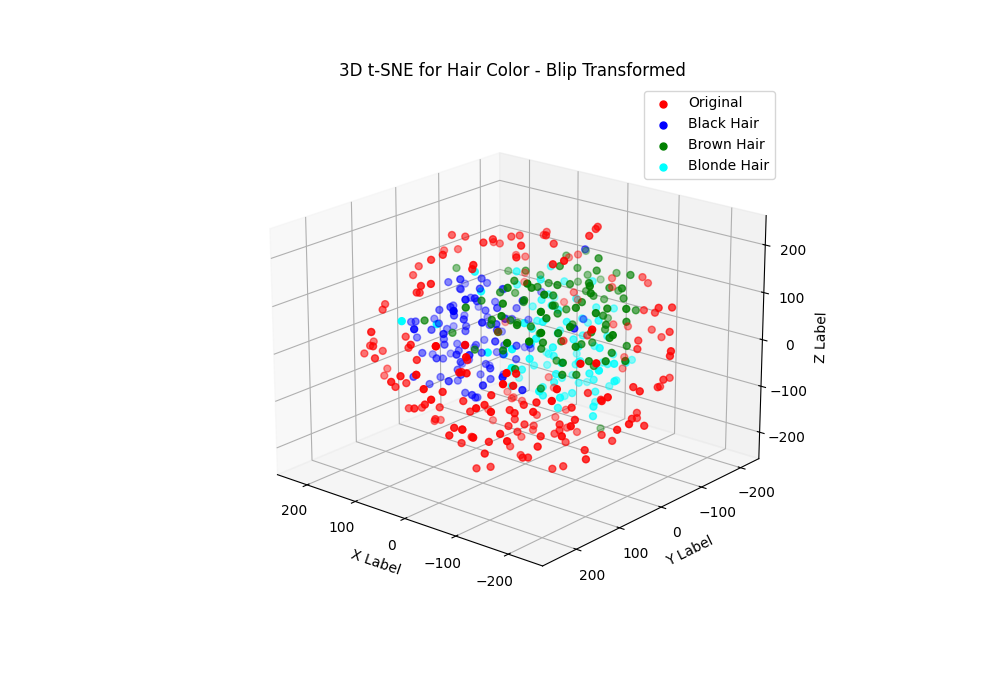 3D t-SNE for Hair Color - Blip Transformed
Original
Black Hair
Brown Hair
Blonde Hair
200
100
0
−100
−200
Z Label
200
100
0
−100
−200
X Label
−200
−100
0
100
200
Y Label